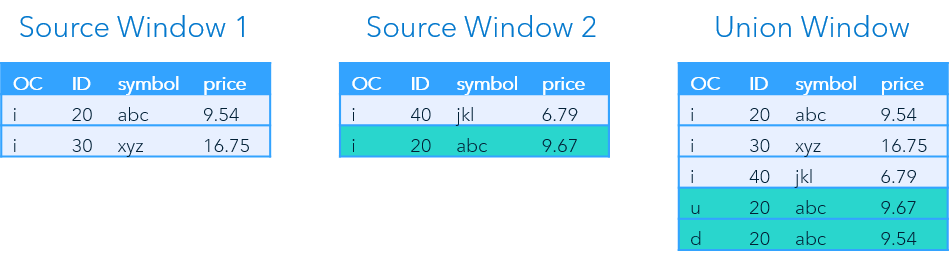 Source Window 1
OC ID symbol price
i 20 abc 9.54
i 30 xyz 16.75
Source Window 2
OC ID symbol price
i 40 jkl 6.79
i 20 abc 9.67
Union Window
OC ID symbol price
i 20 abc 9.54
i 30 xyz 16.75
i 40 jkl 6.79
u 20 abc 9.67
d 20 abc 9.54